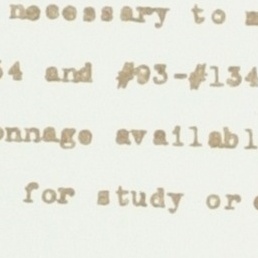 necessary to
4 and #93-#134
onnage availabl
for study or